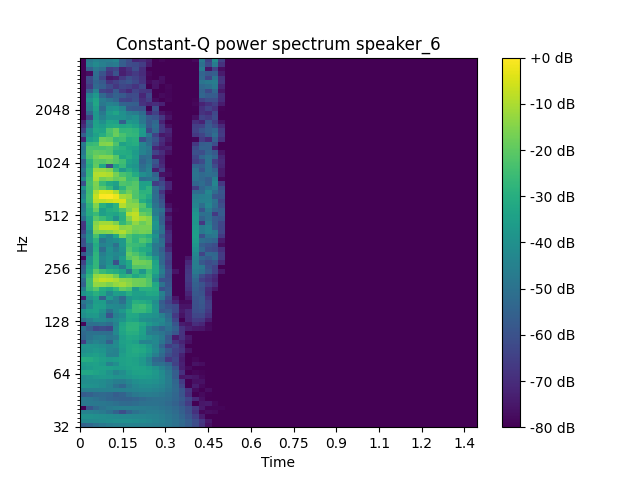 Constant-Q power spectrum speaker_6
Hz
2048
1024
512
256
128
64
32
0 0.15 0.3 0.45 0.6 0.75 0.9 1.1 1.2 1.4
Time
+0 dB
-10 dB
-20 dB
-30 dB
-40 dB
-50 dB
-60 dB
-70 dB
-80 dB